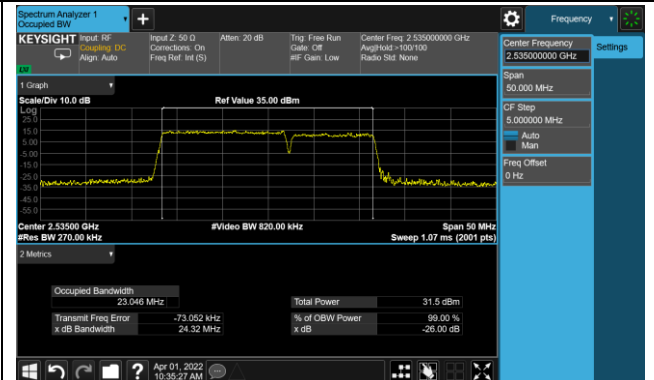 Spectrum Analyzer 1
Occupied BW
Frequency
KEYSIGHT
Input: RF
Coupling: DC
Align: Auto
Input Z: 50 Ω
Corrections: On
Freq Ref: Int (S)
Atten: 20 dB
Trig: Free Run
Gate: Off
#IF Gain: Low
Center Freq: 2.535000000 GHz
Avg|Hold:>100/100
Radio Std: None
Center Frequency
2.535000000 GHz
Settings
Span
50.000 MHz
CF Step
5.000000 MHz
Auto
Man
Freq Offset
0 Hz
1 Graph
Scale/Div 10.0 dB
Ref Value 35.00 dBm
Log
25.0
15.0
5.00
-5.00
-15.0
-25.0
-35.0
-45.0
-55.0
Center 2.53500 GHz
#Video BW 820.00 kHz
Span 50 MHz
#Res BW 270.00 kHz
Sweep 1.07 ms (2001 pts)
2 Metrics
Occupied Bandwidth
23.046 MHz
Total Power
31.5 dBm
Transmit Freq Error
-73.052 kHz
% of OBW Power
99.00 %
x dB Bandwidth
24.32 MHz
x dB
-26.00 dB
?
Apr 01, 2022
10:35:27 AM